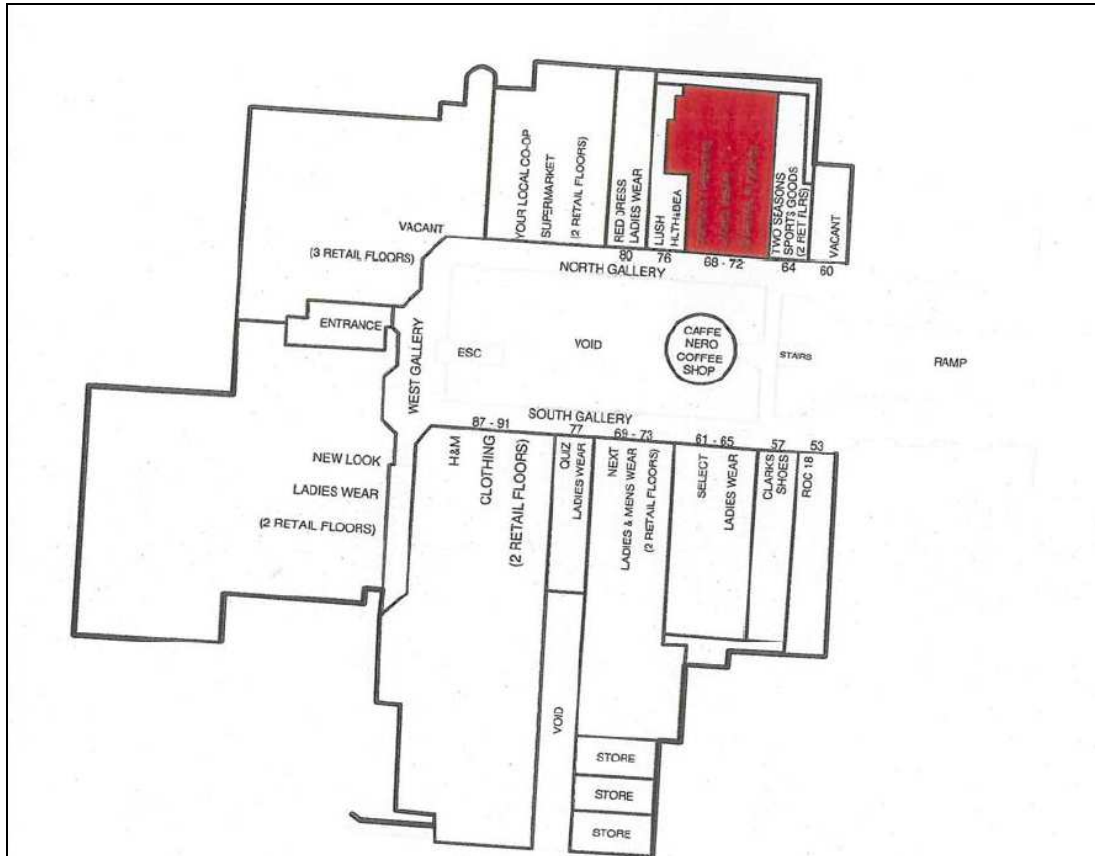 YOUR LOCAL CO-OP
SUPERMARKET
(2 RETAIL FLOORS)
RED DRESS
LADIES WEAR
LUSH
HLTH&BEA
TWO SEASONS
SPORTS GOODS
(2 RET FLRS)
VACANT
VACANT
(3 RETAIL FLOORS)
80
76
68 - 72
64
60
NORTH GALLERY
ENTRANCE
WEST GALLERY
ESC
VOID
CAFFE
NERO
COFFEE
SHOP
STAIRS
RAMP
SOUTH GALLERY
87 - 91
77
69 - 73
61 - 65
57
53
NEW LOOK
LADIES WEAR
(2 RETAIL FLOORS)
H&M
CLOTHING
(2 RETAIL FLOORS)
QUIZ
LADIES WEAR
NEXT
LADIES & MENS WEAR
(2 RETAIL FLOORS)
SELECT
LADIES WEAR
CLARKS
SHOES
ROC 18
VOID
STORE
STORE
STORE